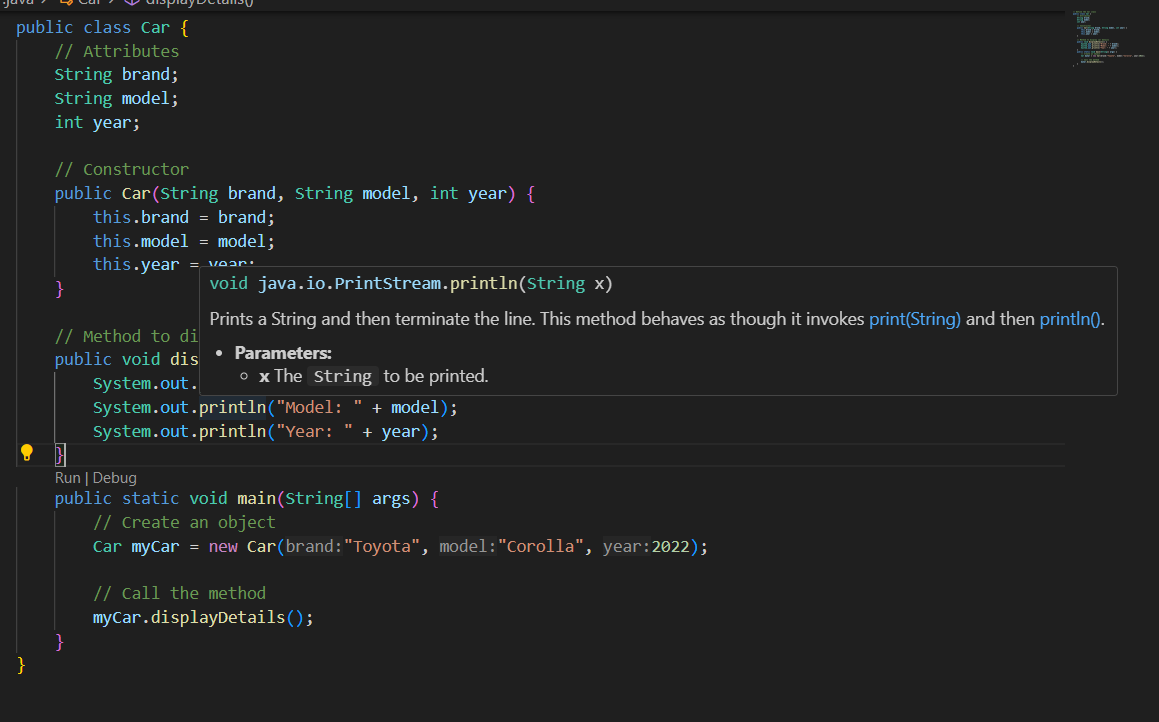 .java > Car > displayDetails()
public class Car {
// Attributes
String brand;
String model;
int year;
// Constructor
public Car(String brand, String model, int year) {
this.brand = brand;
this.model = model;
this.year = year;
}
void java.io.PrintStream.println(String x)
Prints a String and then terminate the line. This method behaves as though it invokes print(String) and then println().
• Parameters:
○ x The String to be printed.
// Method to di
public void dis
System.out.
System.out.println("Model: " + model);
System.out.println("Year: " + year);
}
Run | Debug
public static void main(String[] args) {
// Create an object
Car myCar = new Car(brand:"Toyota", model:"Corolla", year:2022);
// Call the method
myCar.displayDetails();
}
}